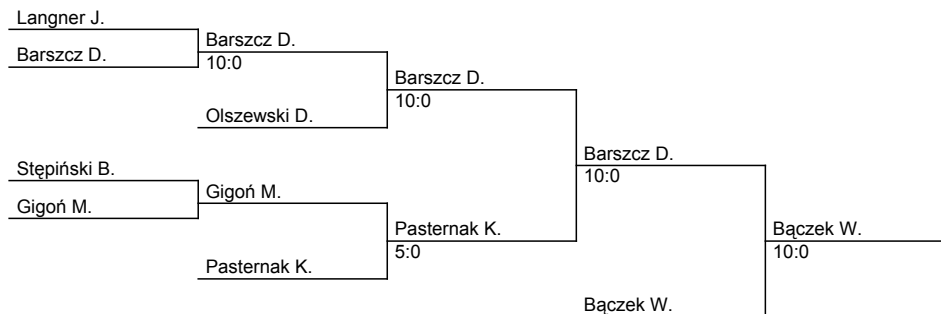 Langner J.
Barszcz D.
Barszcz D.
10:0
Barszcz D.
10:0
Olszewski D.
Barszcz D.
10:0
Stępiński B.
Gigoń M.
Gigoń M.
Pasternak K.
5:0
Bączek W.
10:0
Pasternak K.
Bączek W.